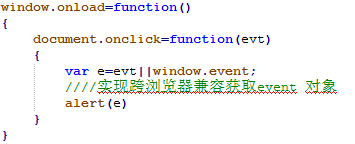 window.onload=function()
{
document.onclick=function(evt)
{
var e=evt||window.event;
////实现跨浏览器兼容获取event 对象
alert(e)
}
}